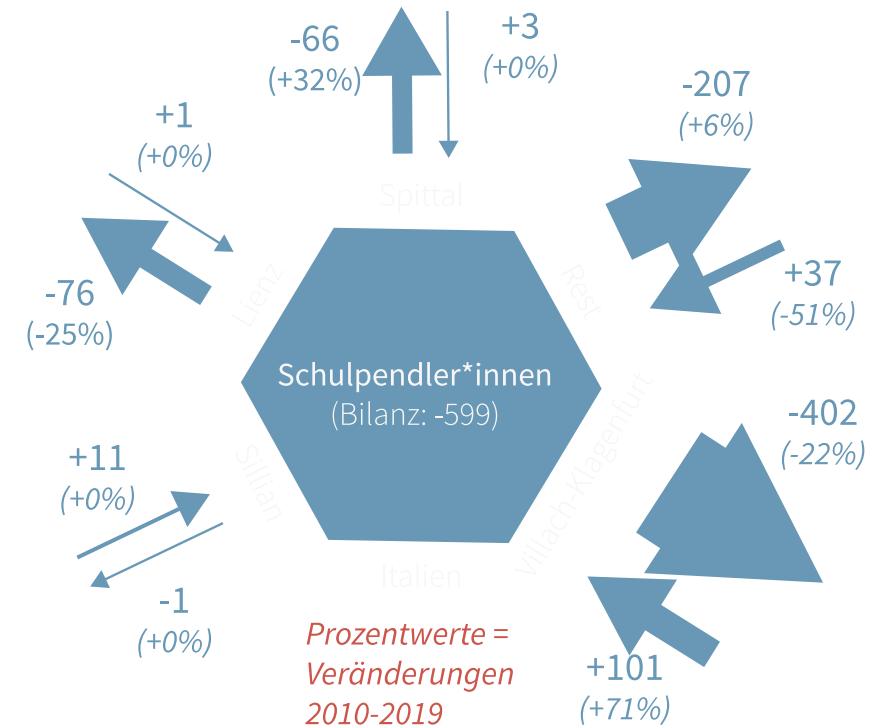 -66
(+32%)
+3
(+0%)
-207
(+6%)
+1
(+0%)
Spittal
Lienz
Rest
-76
(-25%)
+37
(-51%)
Schulpendler*innen
(Bilanz: -599)
-402
(-22%)
+11
(+0%)
Sillian
Villach-Klagenfurt
Italien
-1
(+0%)
Prozentwerte =
Veränderungen
2010-2019
+101
(+71%)